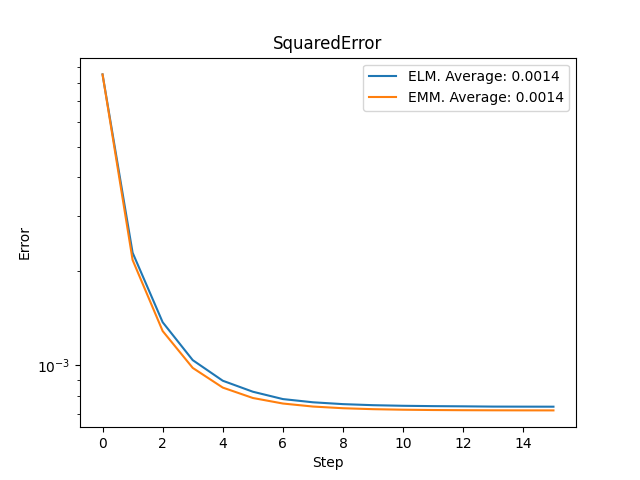 SquaredError
ELM. Average: 0.0014
EMM. Average: 0.0014
Error
10⁻³
0 2 4 6 8 10 12 14
Step